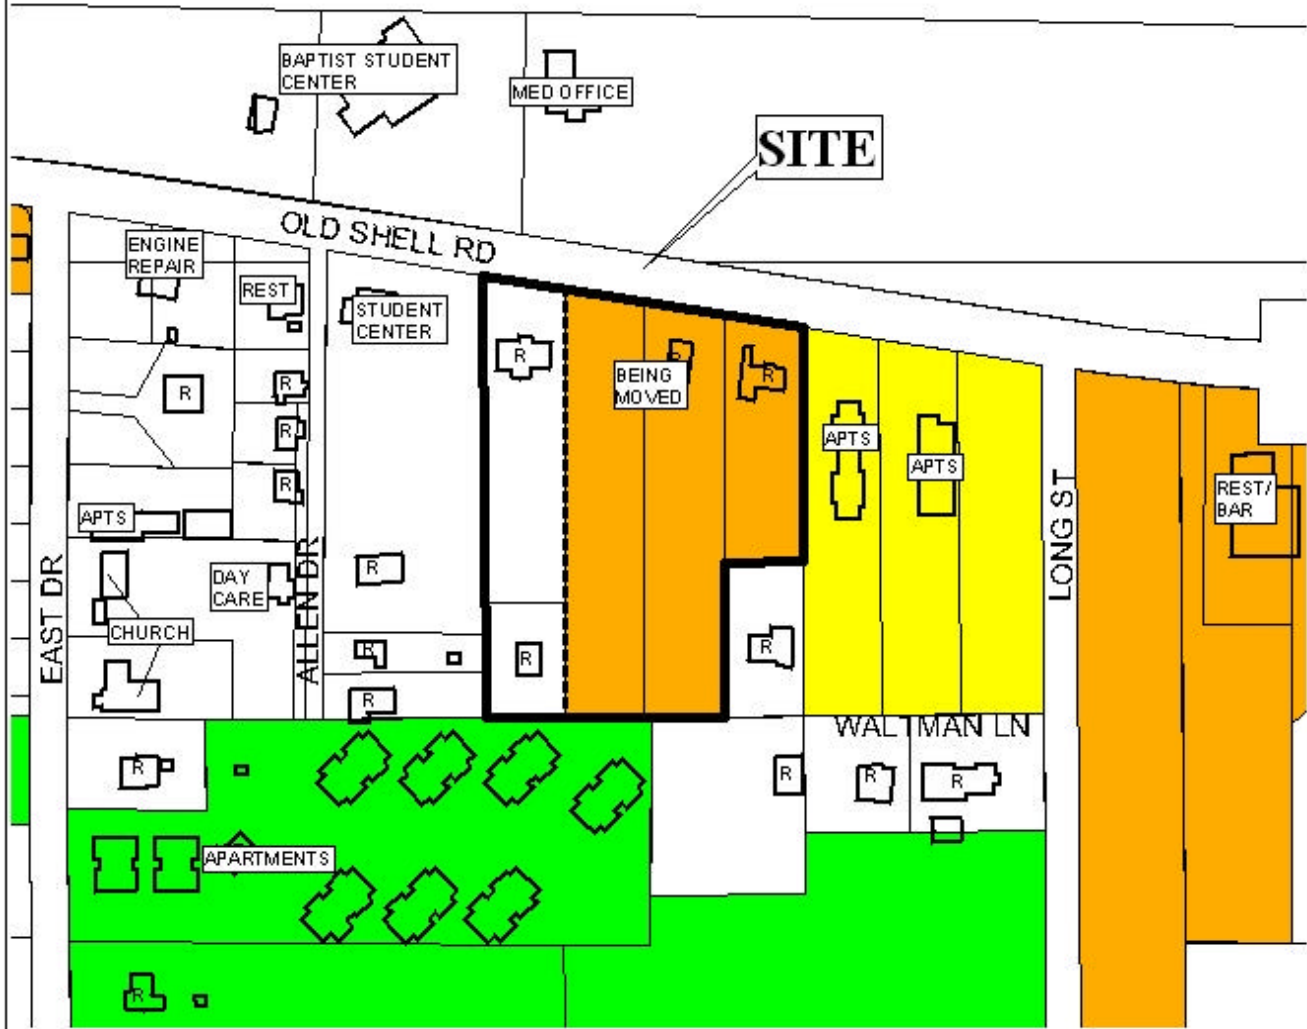 BAPTIST STUDENT
CENTER
MED OFFICE
SITE
OLD SHELL RD
ENGINE
REPAIR
REST
STUDENT
CENTER
R
BEING
MOVED
R
R
R
APTS
APTS
REST/
BAR
R
R
APTS
LONG ST
DAY
CARE
R
ALLEN DR
EAST DR
CHURCH
R
R
R
R
WALTMAN LN
R
R
R
R
APARTMENTS
R